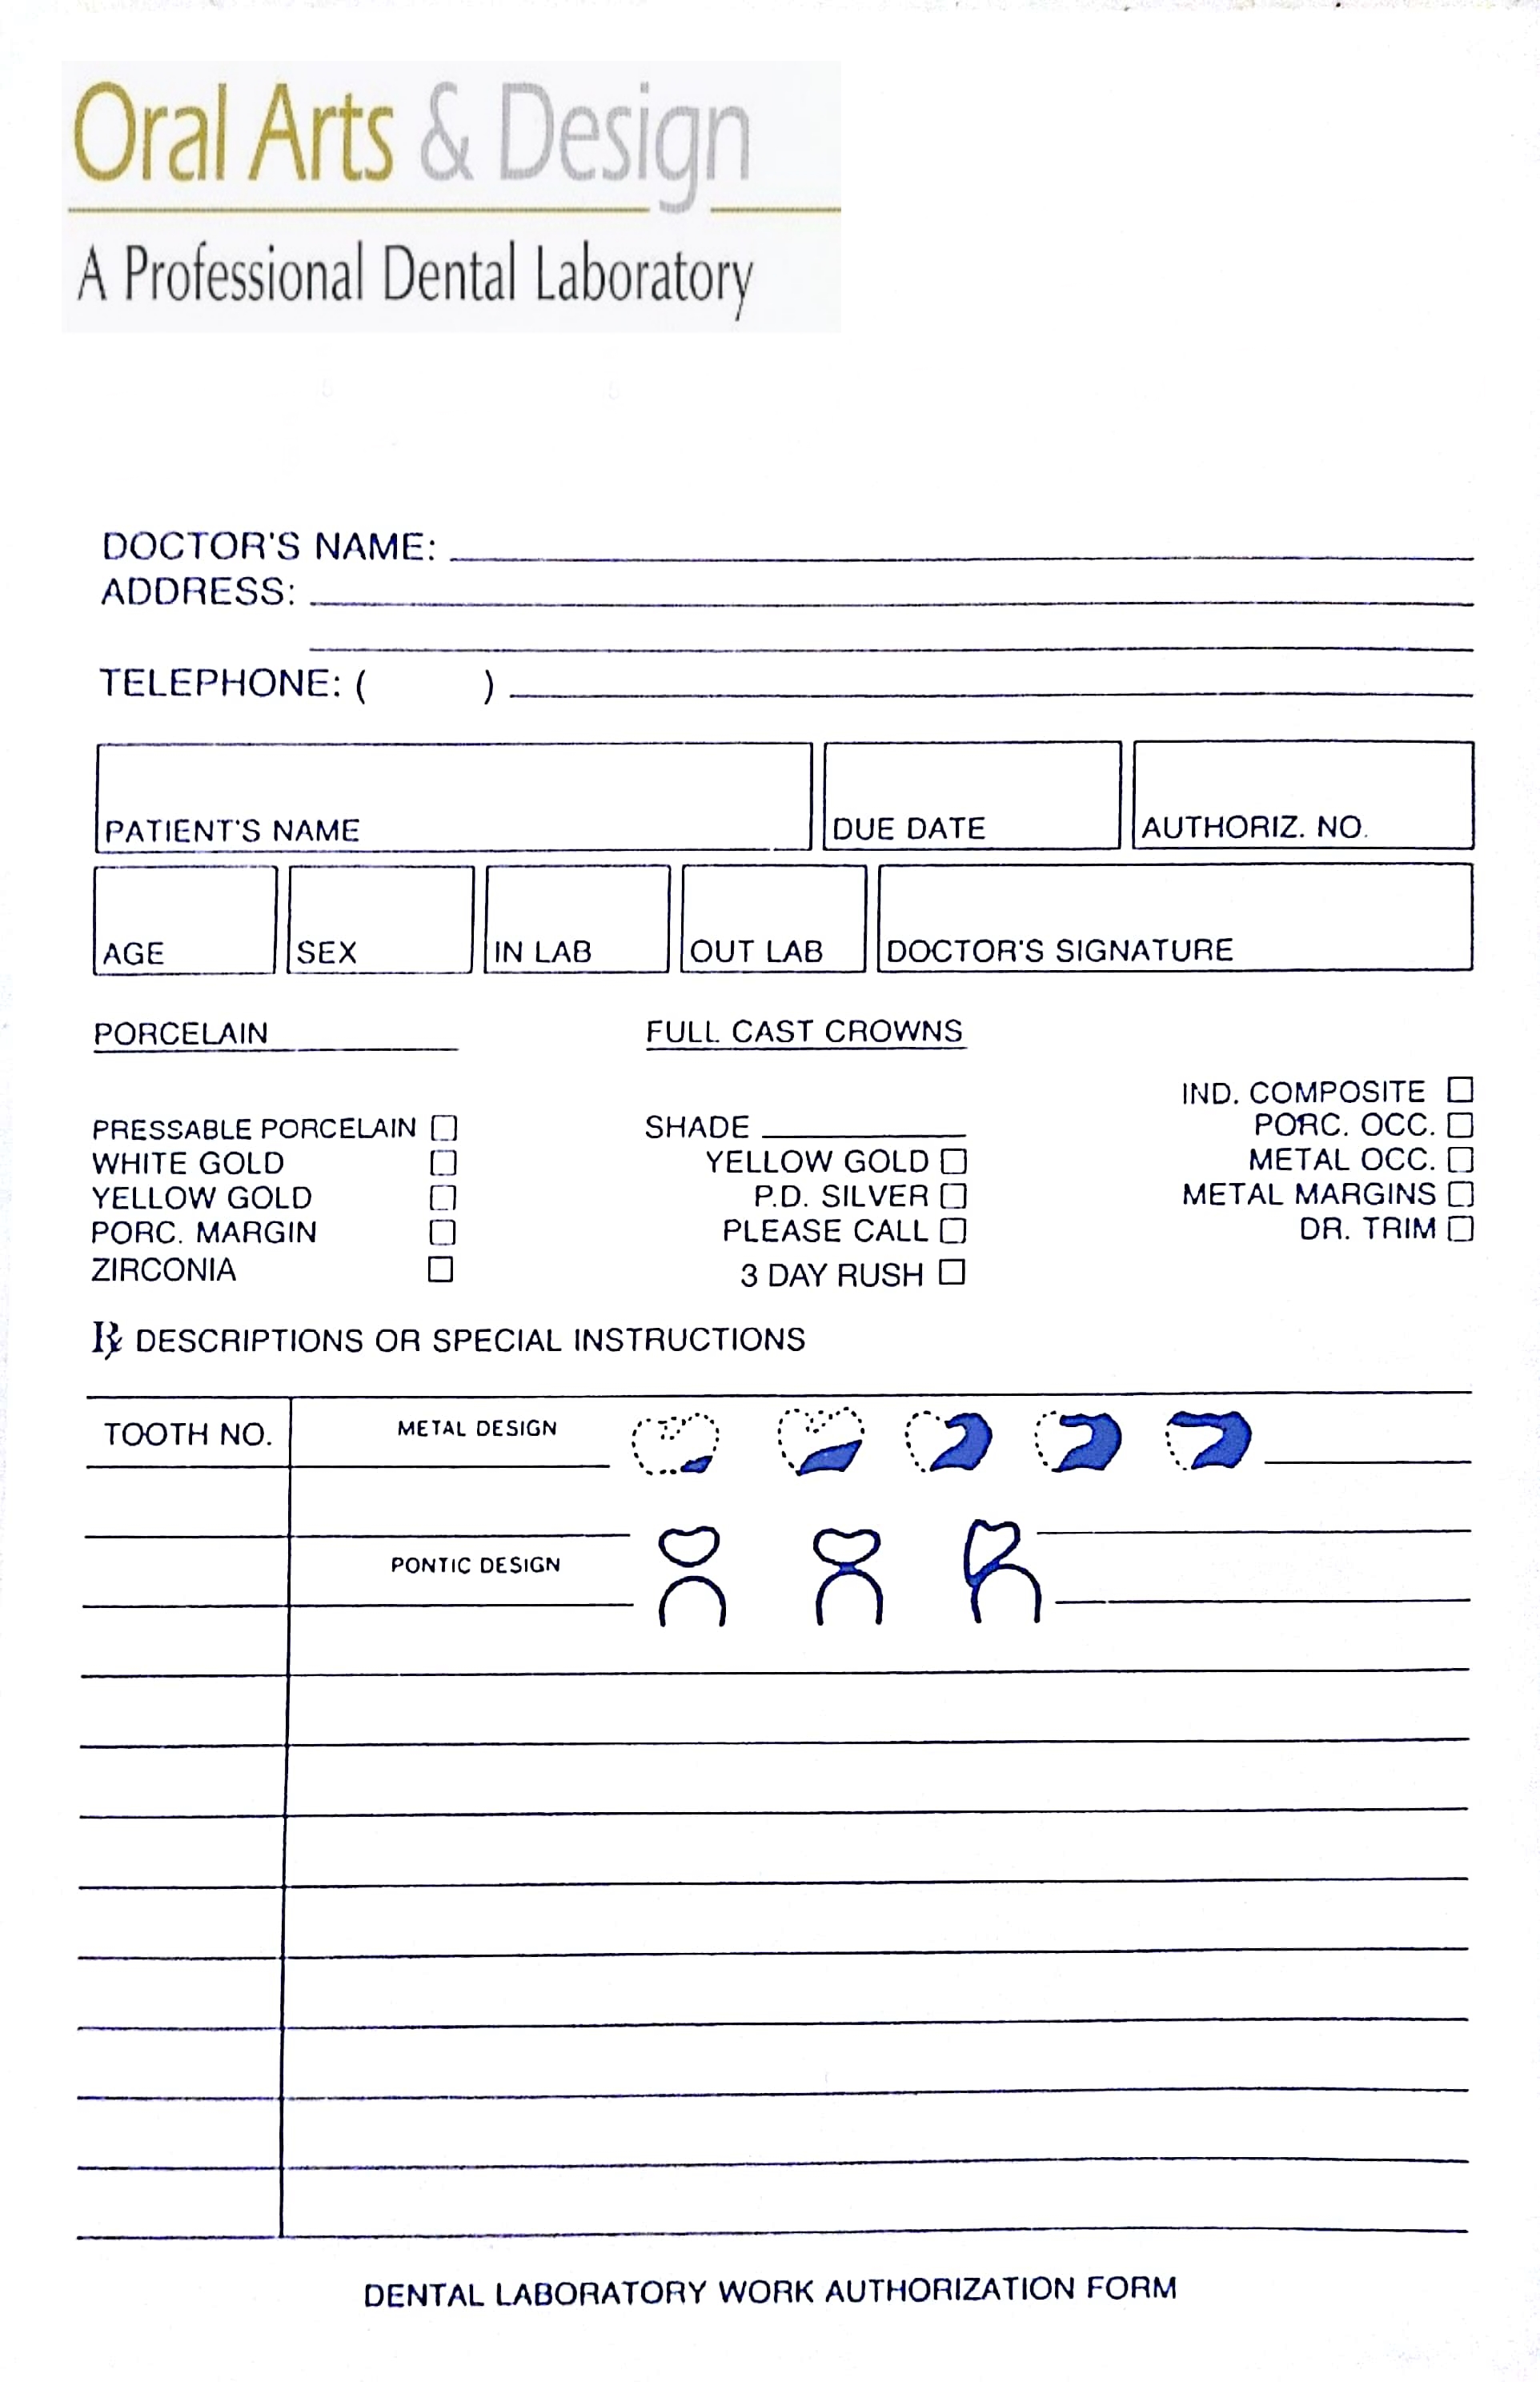 Oral Arts & Design
A Professional Dental Laboratory
DOCTOR'S NAME:
ADDRESS:
TELEPHONE: ( )
PATIENT'S NAME
DUE DATE
AUTHORIZ. NO.
AGE
SEX
IN LAB
OUT LAB
DOCTOR'S SIGNATURE
PORCELAIN
PRESSABLE PORCELAIN
WHITE GOLD
YELLOW GOLD
PORC. MARGIN
ZIRCONIA
FULL CAST CROWNS
SHADE
YELLOW GOLD
P.D. SILVER
PLEASE CALL
3 DAY RUSH
IND. COMPOSITE
PORC. OCC.
METAL OCC.
METAL MARGINS
DR. TRIM
℞ DESCRIPTIONS OR SPECIAL INSTRUCTIONS
TOOTH NO.
METAL DESIGN
PONTIC DESIGN
DENTAL LABORATORY WORK AUTHORIZATION FORM